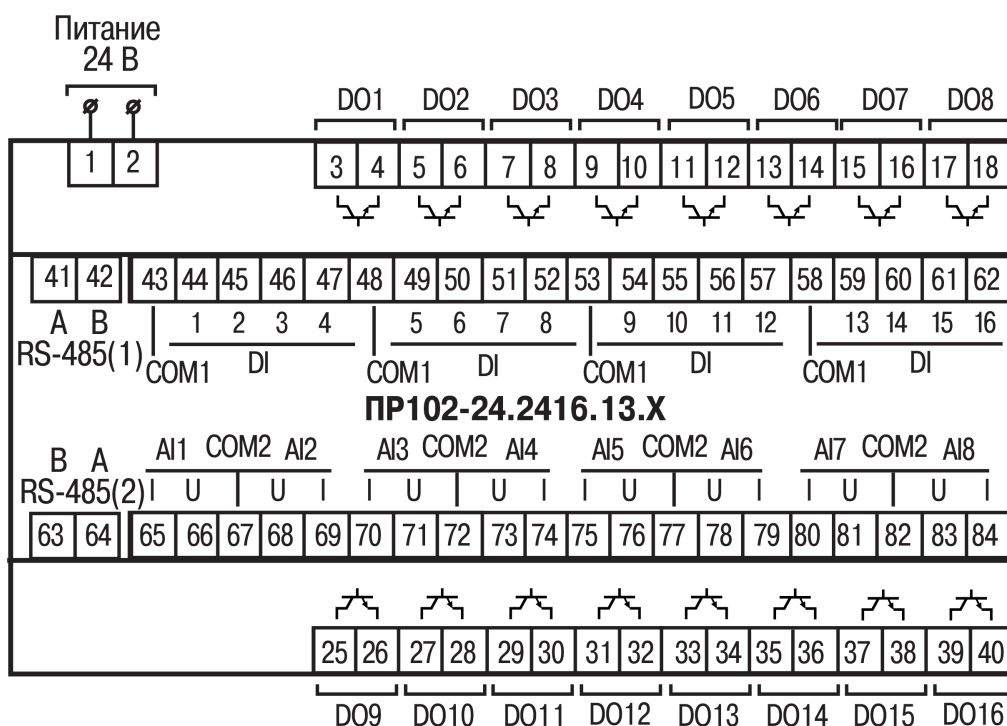 Питание
24 В
DO1 DO2 DO3 DO4 DO5 DO6 DO7 DO8
1 2 3 4 5 6 7 8 9 10 11 12 13 14 15 16 17 18
41 42 43 44 45 46 47 48 49 50 51 52 53 54 55 56 57 58 59 60 61 62
A B 1 2 3 4 5 6 7 8 9 10 11 12 13 14 15 16
RS-485(1) COM1 DI COM1 DI COM1 DI COM1 DI
ПР102-24.2416.13.X
B A AI1 COM2 AI2 AI3 COM2 AI4 AI5 COM2 AI6 AI7 COM2 AI8
RS-485(2) I U U I I U U I I U U I I U U I
63 64 65 66 67 68 69 70 71 72 73 74 75 76 77 78 79 80 81 82 83 84
25 26 27 28 29 30 31 32 33 34 35 36 37 38 39 40
DO9 DO10 DO11 DO12 DO13 DO14 DO15 DO16